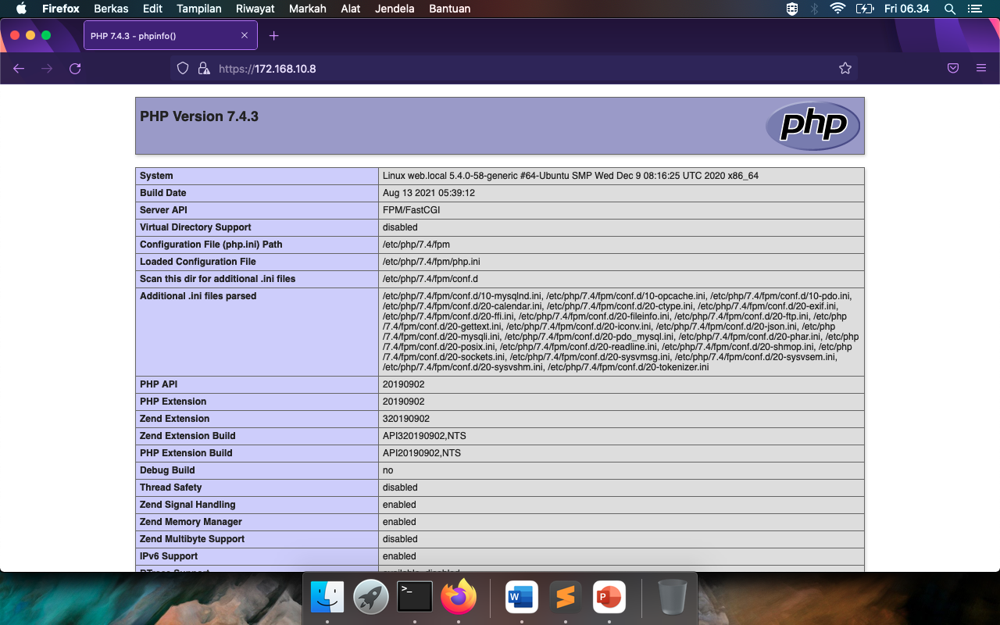 Firefox Berkas Edit Tampilan Riwayat Markah Alat Jendela Bantuan Fri 06.34
PHP 7.4.3 - phpinfo()
https://172.168.10.8
PHP Version 7.4.3
php
System Linux web.local 5.4.0-58-generic #64-Ubuntu SMP Wed Dec 9 08:16:25 UTC 2020 x86_64
Build Date Aug 13 2021 05:39:12
Server API FPM/FastCGI
Virtual Directory Support disabled
Configuration File (php.ini) Path /etc/php/7.4/fpm
Loaded Configuration File /etc/php/7.4/fpm/php.ini
Scan this dir for additional .ini files /etc/php/7.4/fpm/conf.d
Additional .ini files parsed /etc/php/7.4/fpm/conf.d/10-mysqlnd.ini, /etc/php/7.4/fpm/conf.d/10-opcache.ini, /etc/php/7.4/fpm/conf.d/10-pdo.ini,
/etc/php/7.4/fpm/conf.d/20-calendar.ini, /etc/php/7.4/fpm/conf.d/20-ctype.ini, /etc/php/7.4/fpm/conf.d/20-exif.ini,
/etc/php/7.4/fpm/conf.d/20-ffi.ini, /etc/php/7.4/fpm/conf.d/20-fileinfo.ini, /etc/php/7.4/fpm/conf.d/20-ftp.ini, /etc/php
/7.4/fpm/conf.d/20-gettext.ini, /etc/php/7.4/fpm/conf.d/20-iconv.ini, /etc/php/7.4/fpm/conf.d/20-json.ini, /etc/php
/7.4/fpm/conf.d/20-mysqli.ini, /etc/php/7.4/fpm/conf.d/20-pdo_mysql.ini, /etc/php/7.4/fpm/conf.d/20-phar.ini, /etc/php
/7.4/fpm/conf.d/20-posix.ini, /etc/php/7.4/fpm/conf.d/20-readline.ini, /etc/php/7.4/fpm/conf.d/20-shmop.ini, /etc/php
/7.4/fpm/conf.d/20-sockets.ini, /etc/php/7.4/fpm/conf.d/20-sysvmsg.ini, /etc/php/7.4/fpm/conf.d/20-sysvsem.ini,
/etc/php/7.4/fpm/conf.d/20-sysvshm.ini, /etc/php/7.4/fpm/conf.d/20-tokenizer.ini
PHP API 20190902
PHP Extension 20190902
Zend Extension 320190902
Zend Extension Build API320190902,NTS
PHP Extension Build API20190902,NTS
Debug Build no
Thread Safety disabled
Zend Signal Handling enabled
Zend Memory Manager enabled
Zend Multibyte Support disabled
IPv6 Support enabled
>_ W S P